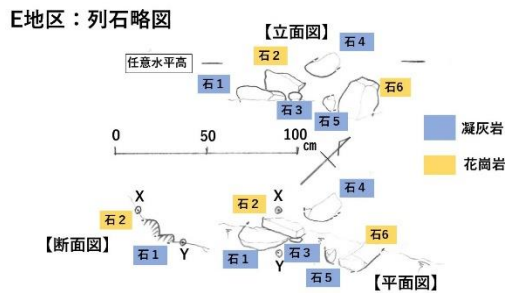 E地区：列石略図
【立面図】
石4
石2
任意水平高
石1
石6
石3
石5
凝灰岩
花崗岩
0 50 100
cm
X X
石4
石2 石2
石6
【断面図】
石1 石1
石3
Y Y
石5
【平面図】